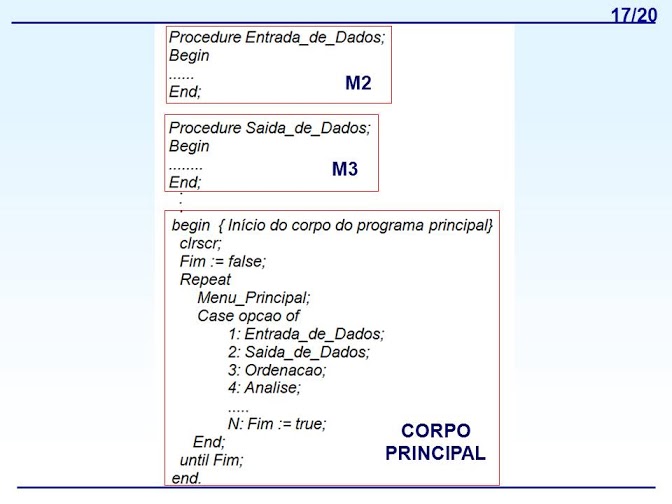 17/20
Procedure Entrada_de_Dados;
Begin
......
End;
M2
Procedure Saida_de_Dados;
Begin
........
End;
M3
:
:
begin { Início do corpo do programa principal}
clrscr;
Fim := false;
Repeat
Menu_Principal;
Case opcao of
1: Entrada_de_Dados;
2: Saida_de_Dados;
3: Ordenacao;
4: Analise;
.....
N: Fim := true;
End;
until Fim;
end.
CORPO
PRINCIPAL